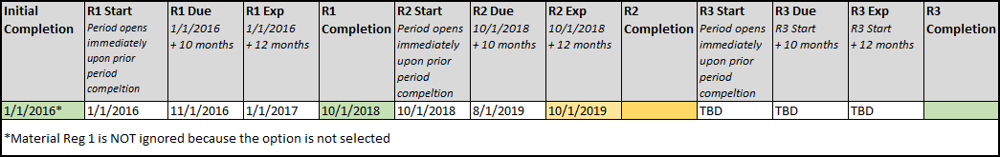 Initial Completion
R1 Start
Period opens immediately upon prior period compeltion
R1 Due
1/1/2016 + 10 months
R1 Exp
1/1/2016 + 12 months
R1 Completion
R2 Start
Period opens immediately upon prior period compeltion
R2 Due
10/1/2018 + 10 months
R2 Exp
10/1/2018 + 12 months
R2 Completion
R3 Start
Period opens immediately upon prior period compeltion
R3 Due
R3 Start + 10 months
R3 Exp
R3 Start + 12 months
R3 Completion
1/1/2016* 1/1/2016 11/1/2016 1/1/2017 10/1/2018 10/1/2018 8/1/2019 10/1/2019 TBD TBD TBD
*Material Reg 1 is NOT ignored because the option is not selected